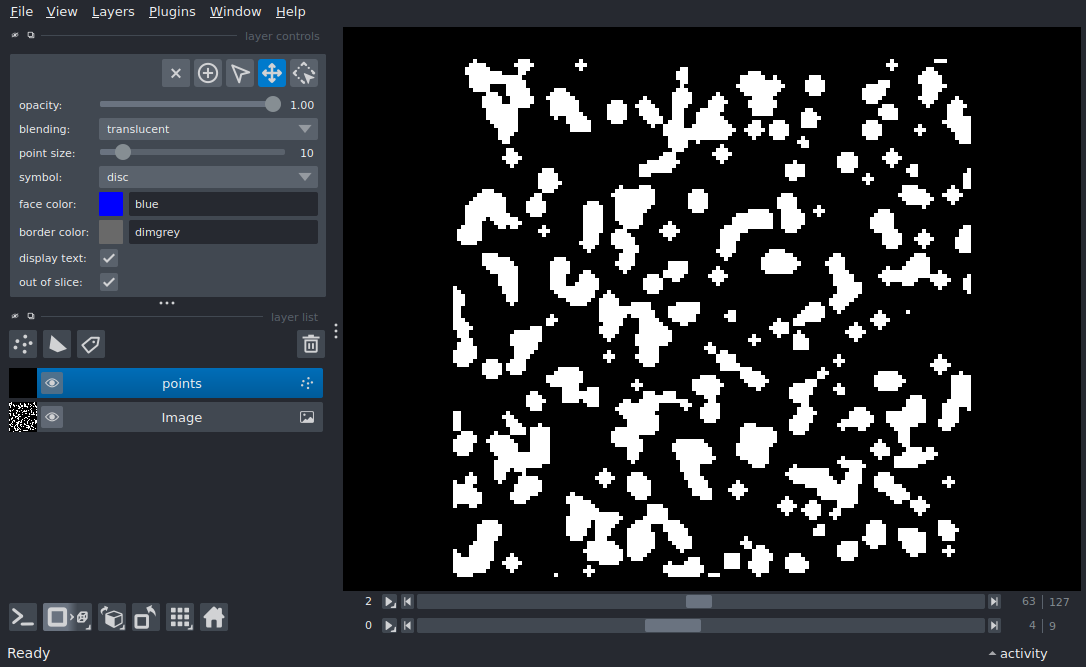 File View Layers Plugins Window Help
layer controls
opacity: 1.00
blending: translucent
point size: 10
symbol: disc
face color: blue
border color: dimgrey
display text:
out of slice:
layer list
points
Image
2 63 127
0 4 9
Ready activity